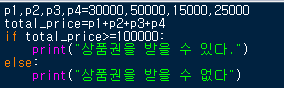 p1,p2,p3,p4=30000,50000,15000,25000
total_price=p1+p2+p3+p4
if total_price>=100000:
    print("상품권을 받을 수 있다.")
else:
    print("상품권을 받을 수 없다")